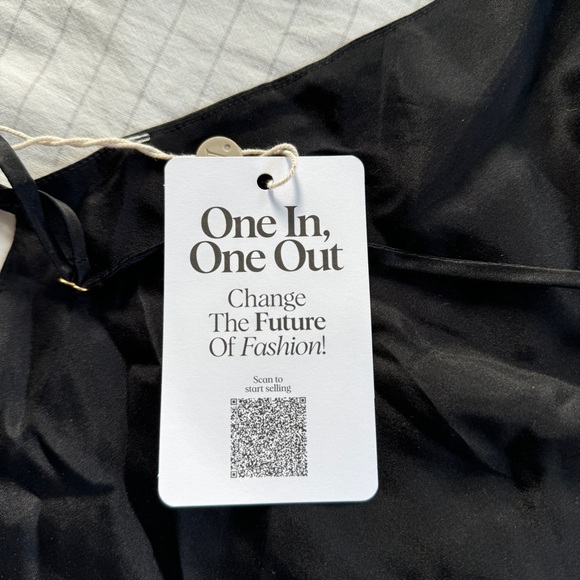 One In,
One Out
Change
The Future
Of Fashion!
Scan to
start selling